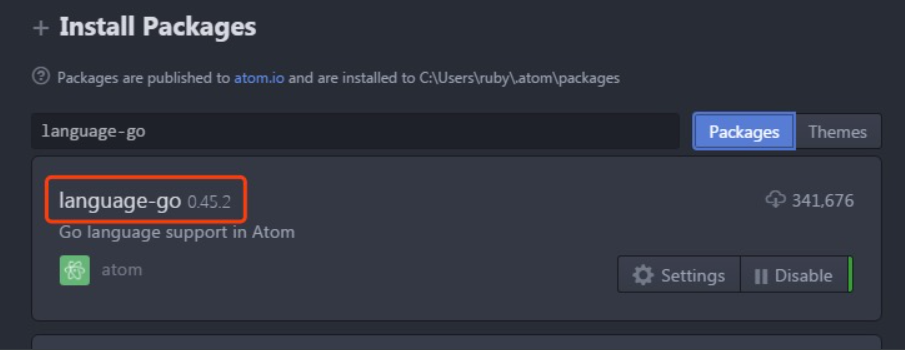 Install Packages
Packages are published to atom.io and are installed to C:\Users\ruby\.atom\packages
language-go
Packages Themes
language-go 0.45.2
341,676
Go language support in Atom
atom
Settings Disable